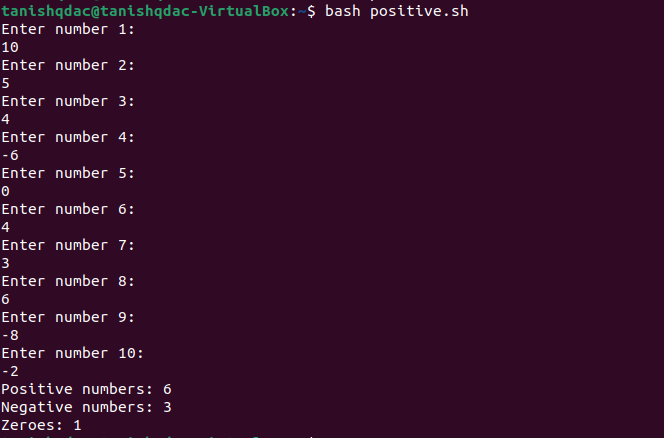 tanishqdac@tanishqdac-VirtualBox:~$ bash positive.sh
Enter number 1:
10
Enter number 2:
5
Enter number 3:
4
Enter number 4:
-6
Enter number 5:
0
Enter number 6:
4
Enter number 7:
3
Enter number 8:
6
Enter number 9:
-8
Enter number 10:
-2
Positive numbers: 6
Negative numbers: 3
Zeroes: 1